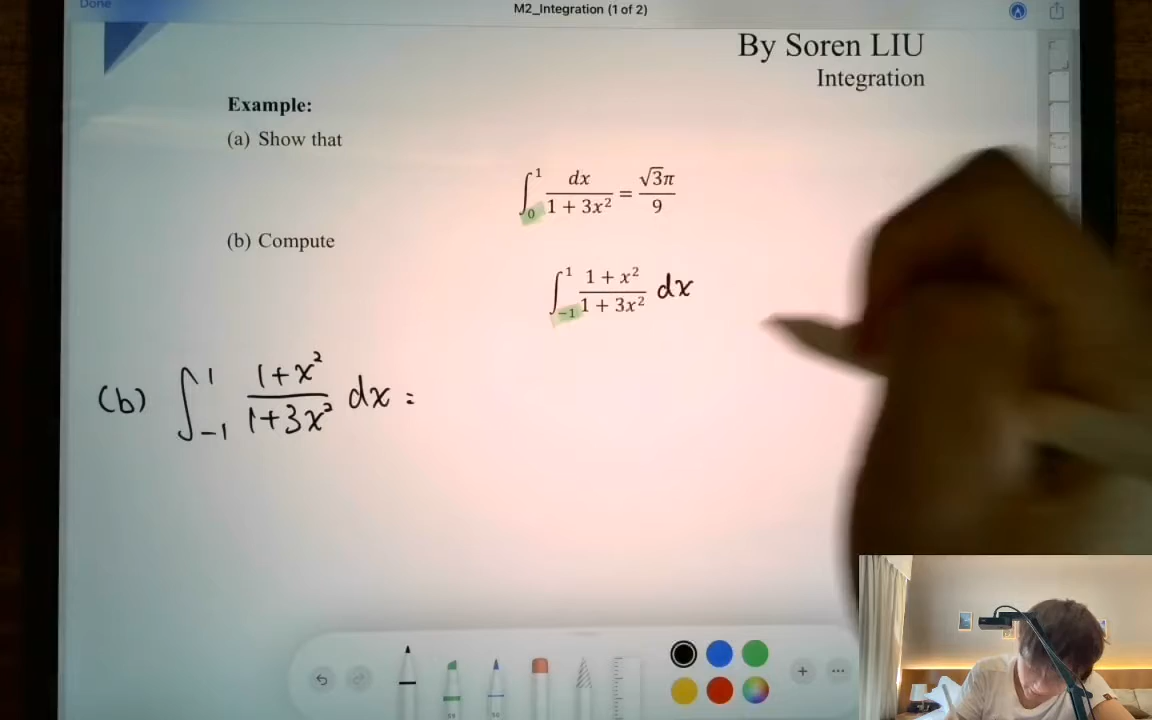 Done
M2_Integration (1 of 2)
By Soren LIU
Integration
Example:
(a) Show that
∫₀¹ dx / (1 + 3x²) = √3π / 9
(b) Compute
∫₋₁¹ (1 + x²) / (1 + 3x²) dx
(b) ∫₋₁¹ (1+x²) / (1+3x²) dx =